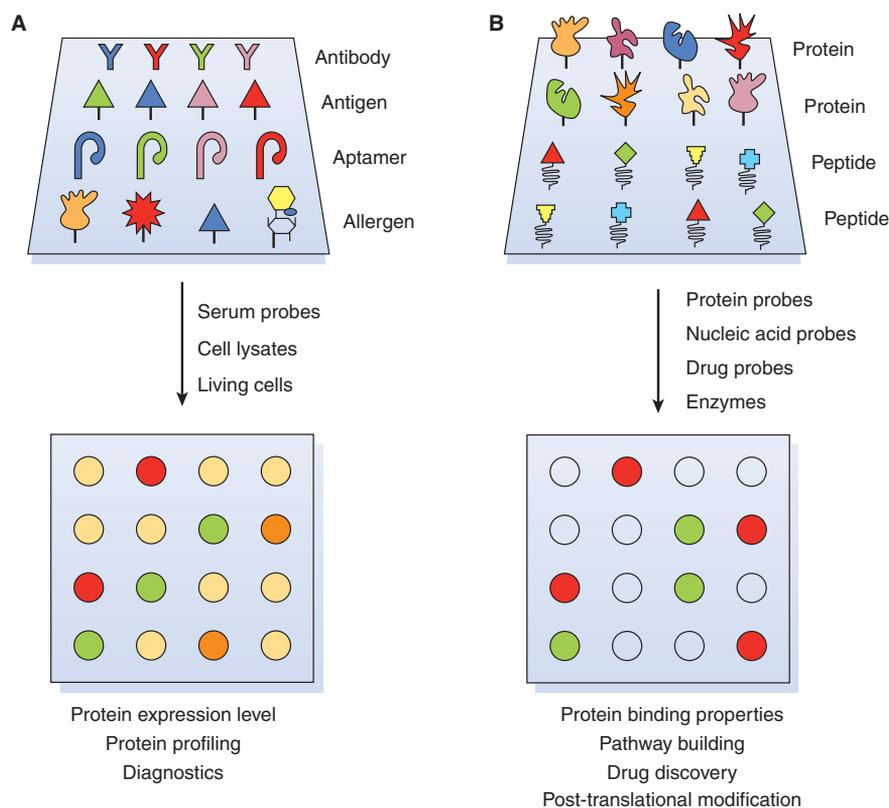 A
Antibody
Antigen
Aptamer
Allergen
Serum probes
Cell lysates
Living cells
Protein expression level
Protein profiling
Diagnostics
B
Protein
Protein
Peptide
Peptide
Protein probes
Nucleic acid probes
Drug probes
Enzymes
Protein binding properties
Pathway building
Drug discovery
Post-translational modification